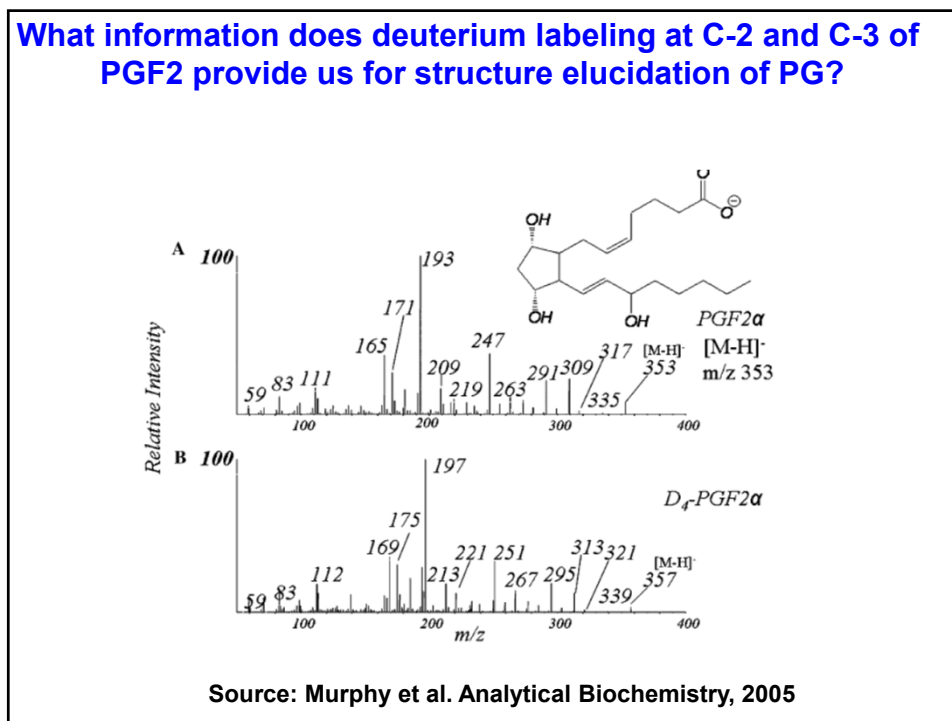 What information does deuterium labeling at C-2 and C-3 of
PGF2 provide us for structure elucidation of PG?
C
O⊖
OH
OH
OH
PGF2α
[M-H]-
m/z 353
A
100
193
171
165
209
219
247
263
291
309
317
335
[M-H]-
353
59
83
111
100
200
300
400
Relative Intensity
B
100
197
D4-PGF2α
175
169
213
221
251
267
295
313
321
339
[M-H]-
357
59
83
112
100
200
300
400
m/z
Source: Murphy et al. Analytical Biochemistry, 2005